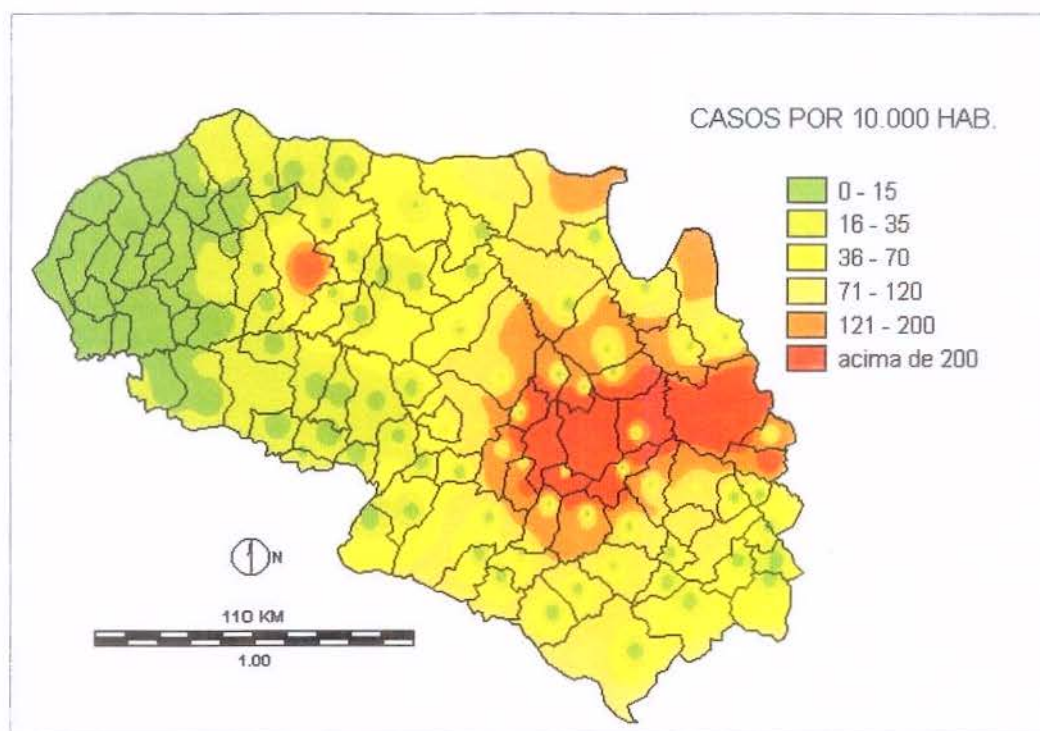 CASOS POR 10.000 HAB.
0 - 15
16 - 35
36 - 70
71 - 120
121 - 200
acima de 200
N
110 KM
1.00